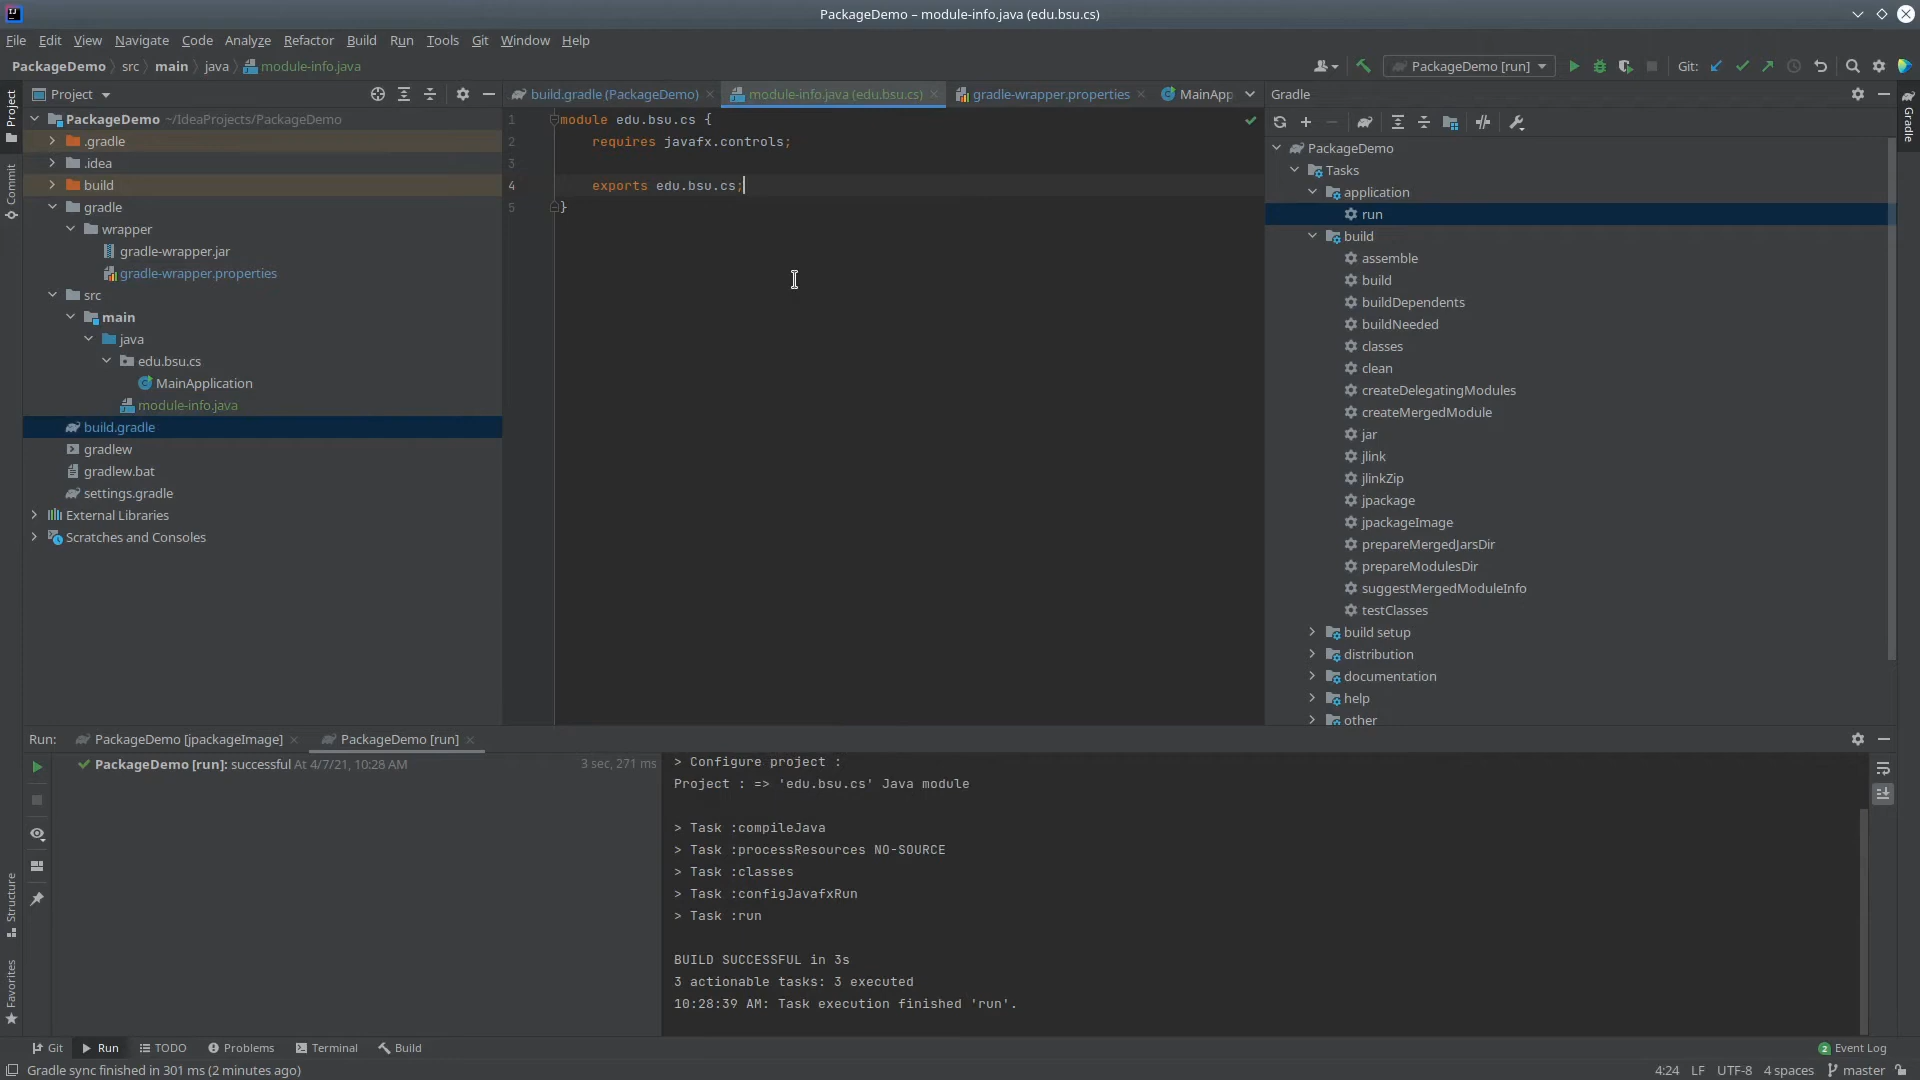 PackageDemo – module-info.java (edu.bsu.cs)
File Edit View Navigate Code Analyze Refactor Build Run Tools Git Window Help
PackageDemo src main java module-info.java
PackageDemo [run] Git:
Project
build.gradle (PackageDemo) module-info.java (edu.bsu.cs) gradle-wrapper.properties MainApp
Gradle
Project
Commit
Structure
Favorites
PackageDemo ~/IdeaProjects/PackageDemo
.gradle
.idea
build
gradle
wrapper
gradle-wrapper.jar
gradle-wrapper.properties
src
main
java
edu.bsu.cs
MainApplication
module-info.java
build.gradle
gradlew
gradlew.bat
settings.gradle
External Libraries
Scratches and Consoles
1 module edu.bsu.cs {
2 requires javafx.controls;
3
4 exports edu.bsu.cs;
5 }
Gradle
PackageDemo
Tasks
application
run
build
assemble
build
buildDependents
buildNeeded
classes
clean
createDelegatingModules
createMergedModule
jar
jlink
jlinkZip
jpackage
jpackageImage
prepareMergedJarsDir
prepareModulesDir
suggestMergedModuleInfo
testClasses
build setup
distribution
documentation
help
other
Run: PackageDemo [jpackageImage] PackageDemo [run]
PackageDemo [run]: successful At 4/7/21, 10:28 AM 3 sec, 271 ms
> Configure project :
Project : => 'edu.bsu.cs' Java module
> Task :compileJava
> Task :processResources NO-SOURCE
> Task :classes
> Task :configJavafxRun
> Task :run
BUILD SUCCESSFUL in 3s
3 actionable tasks: 3 executed
10:28:39 AM: Task execution finished 'run'.
Git Run TODO Problems Terminal Build 2 Event Log
Gradle sync finished in 301 ms (2 minutes ago) 4:24 LF UTF-8 4 spaces master